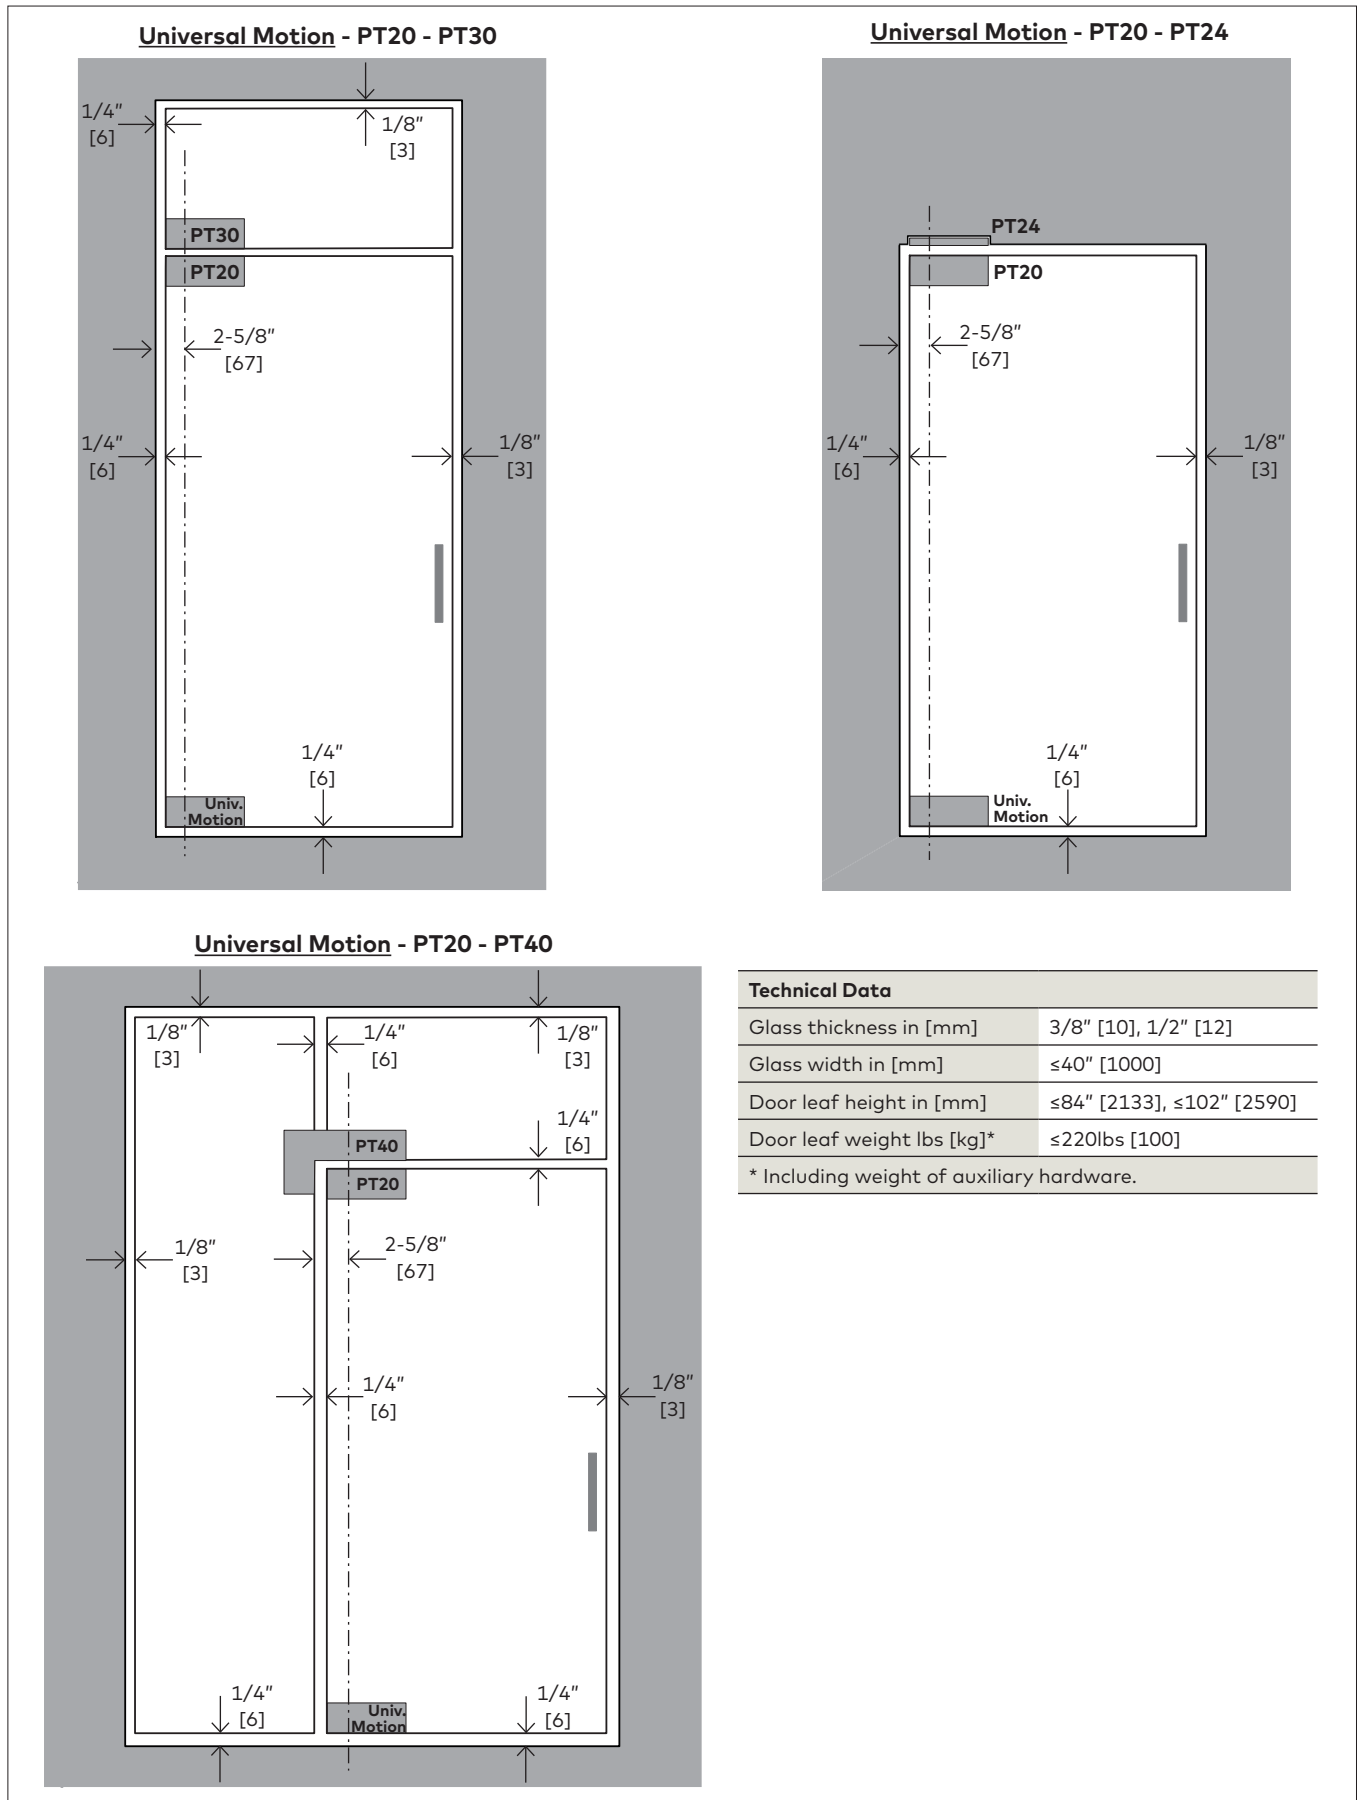 Universal Motion - PT20 - PT30
1/4”
[6]
1/8”
[3]
PT30
PT20
2-5/8”
[67]
1/4”
[6]
1/8”
[3]
1/4”
[6]
Univ.
Motion
Universal Motion - PT20 - PT24
PT24
PT20
2-5/8”
[67]
1/4”
[6]
1/8”
[3]
1/4”
[6]
Univ.
Motion
Universal Motion - PT20 - PT40
1/8”
[3]
1/4”
[6]
1/8”
[3]
1/4”
[6]
PT40
PT20
1/8”
[3]
2-5/8”
[67]
1/4”
[6]
1/8”
[3]
1/4”
[6]
Univ.
Motion
1/4”
[6]
Technical Data
Glass thickness in [mm] 3/8” [10], 1/2” [12]
Glass width in [mm] ≤40” [1000]
Door leaf height in [mm] ≤84” [2133], ≤102” [2590]
Door leaf weight lbs [kg]* ≤220lbs [100]
* Including weight of auxiliary hardware.